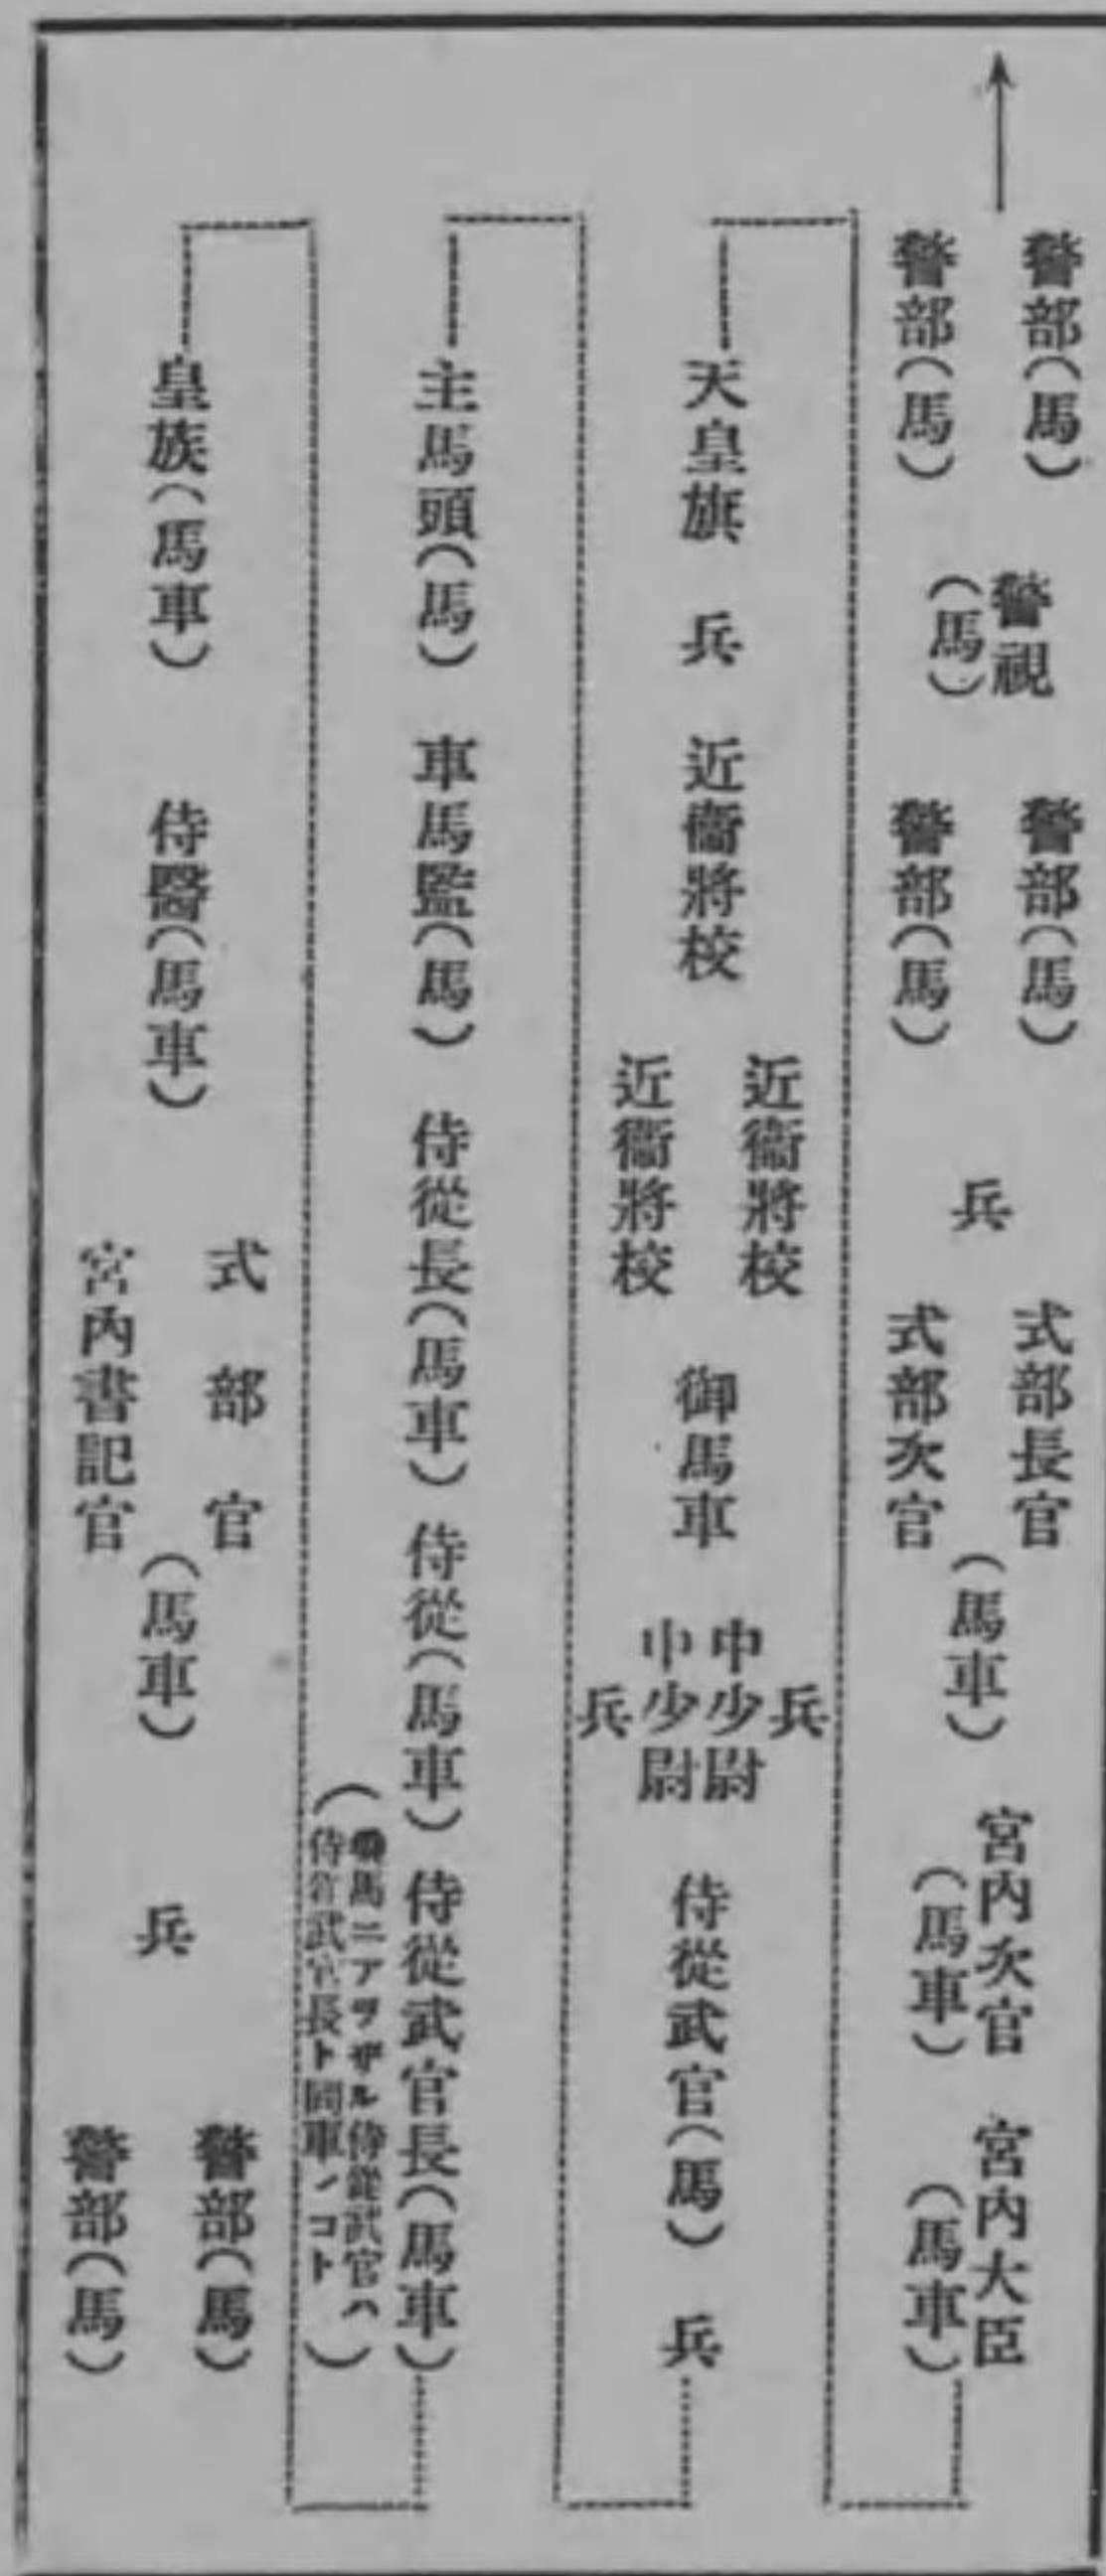 警部(馬)
警部(馬)
警視
(馬)
警部(馬)
警部(馬)
兵
式部長官
式部次官
(馬車)
宮內次官
(馬車)
宮內大臣
(馬車)
天皇旗
兵
近衞將校
近衞將校
近衞將校
御馬車
兵
中少尉
中少尉
兵
侍從武官(馬)
兵
主馬頭(馬)
車馬監(馬)
侍從長(馬車)
侍從(馬車)
侍從武官長(馬車)
(乘馬ニアラザル侍從武官ハ
侍從武官長ト同車ノコト)
皇族(馬車)
侍醫(馬車)
式部官
宮內書記官
(馬車)
兵
警部(馬)
警部(馬)